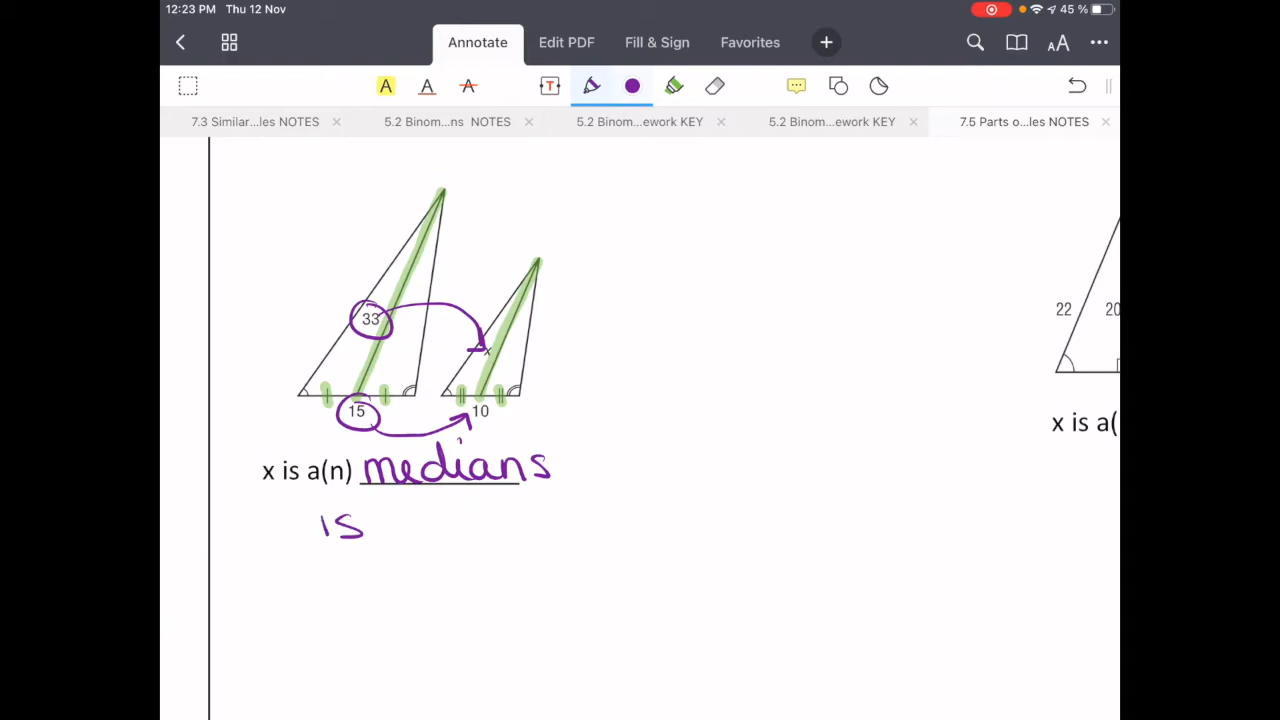 12:23 PM Thu 12 Nov
45 %
Annotate Edit PDF Fill & Sign Favorites
A A A T AA
7.3 Similar...les NOTES 5.2 Binom...ns NOTES 5.2 Binom...ework KEY 5.2 Binom...ework KEY 7.5 Parts o...les NOTES
33
x
15
10
22
20
x is a(n) medians
x is a(
15